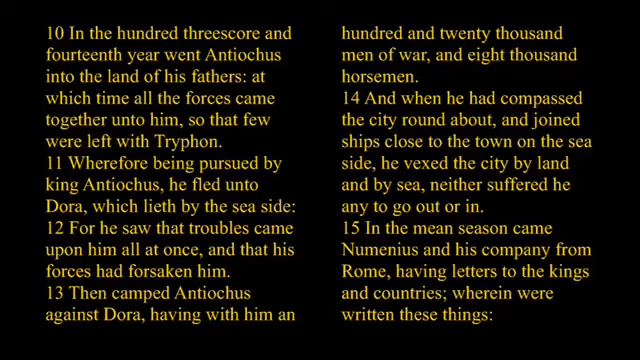 10 In the hundred threescore and
fourteenth year went Antiochus
into the land of his fathers: at
which time all the forces came
together unto him, so that few
were left with Tryphon.
11 Wherefore being pursued by
king Antiochus, he fled unto
Dora, which lieth by the sea side:
12 For he saw that troubles came
upon him all at once, and that his
forces had forsaken him.
13 Then camped Antiochus
against Dora, having with him an
hundred and twenty thousand
men of war, and eight thousand
horsemen.
14 And when he had compassed
the city round about, and joined
ships close to the town on the sea
side, he vexed the city by land
and by sea, neither suffered he
any to go out or in.
15 In the mean season came
Numenius and his company from
Rome, having letters to the kings
and countries; wherein were
written these things: